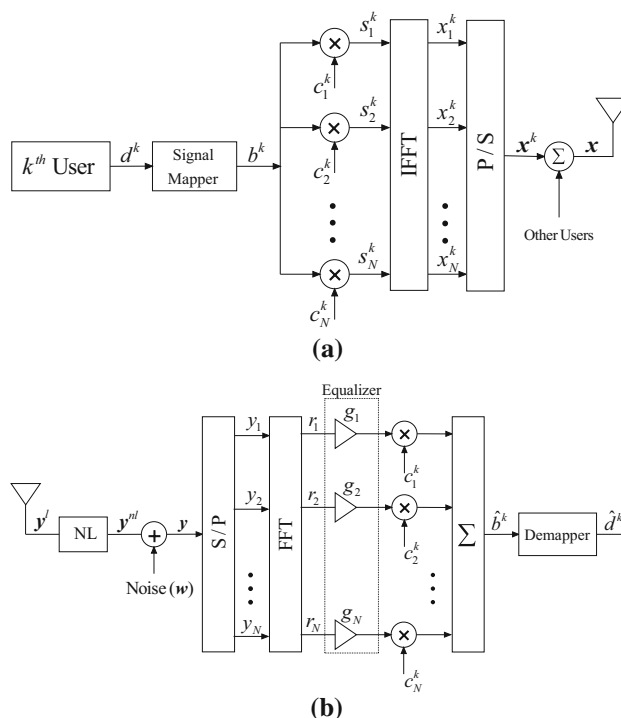 k^th User
d^k
Signal
Mapper
b^k
c_1^k
s_1^k
c_2^k
s_2^k
c_N^k
s_N^k
IFFT
x_1^k
x_2^k
x_N^k
P / S
x^k
Σ
x
Other Users
(a)
y^l
NL
y^nl
+
y
Noise (w)
S / P
y_1
y_2
y_N
FFT
r_1
r_2
r_N
Equalizer
g_1
g_2
g_N
c_1^k
c_2^k
c_N^k
Σ
b̂^k
Demapper
d̂^k
(b)